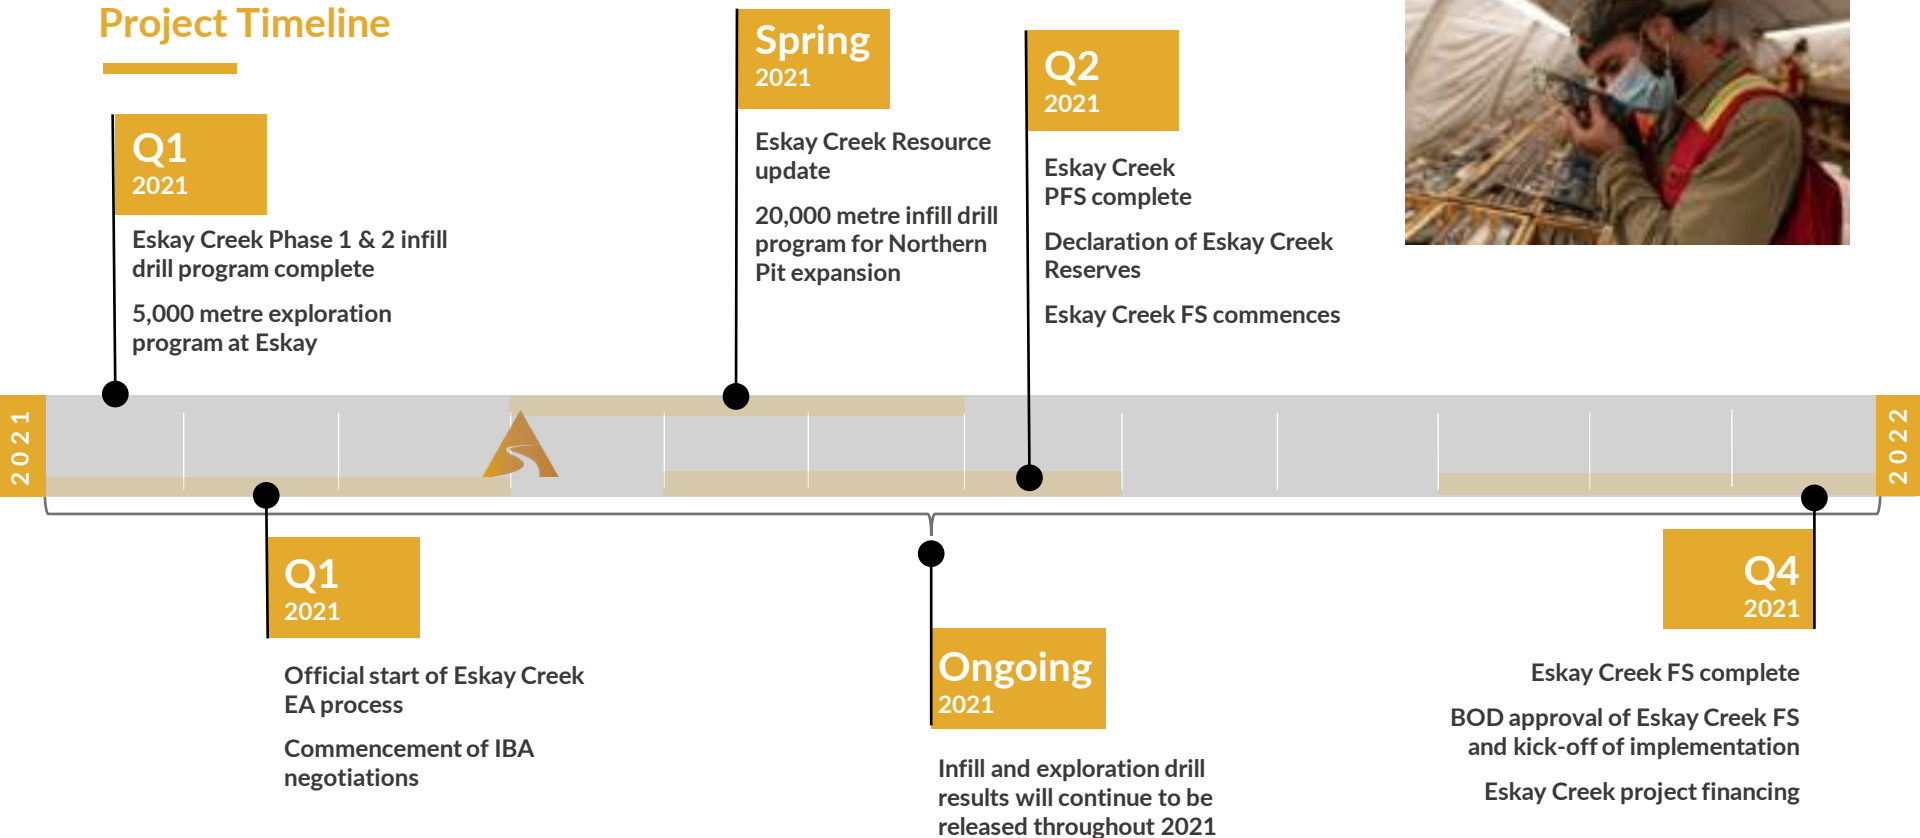 Project Timeline
Q1
2021
Eskay Creek Phase 1 & 2 infill
drill program complete
5,000 metre exploration
program at Eskay
Spring
2021
Eskay Creek Resource
update
20,000 metre infill drill
program for Northern
Pit expansion
Q2
2021
Eskay Creek
PFS complete
Declaration of Eskay Creek
Reserves
Eskay Creek FS commences
2021
2022
Q1
2021
Official start of Eskay Creek
EA process
Commencement of IBA
negotiations
Ongoing
2021
Infill and exploration drill
results will continue to be
released throughout 2021
Q4
2021
Eskay Creek FS complete
BOD approval of Eskay Creek FS
and kick-off of implementation
Eskay Creek project financing